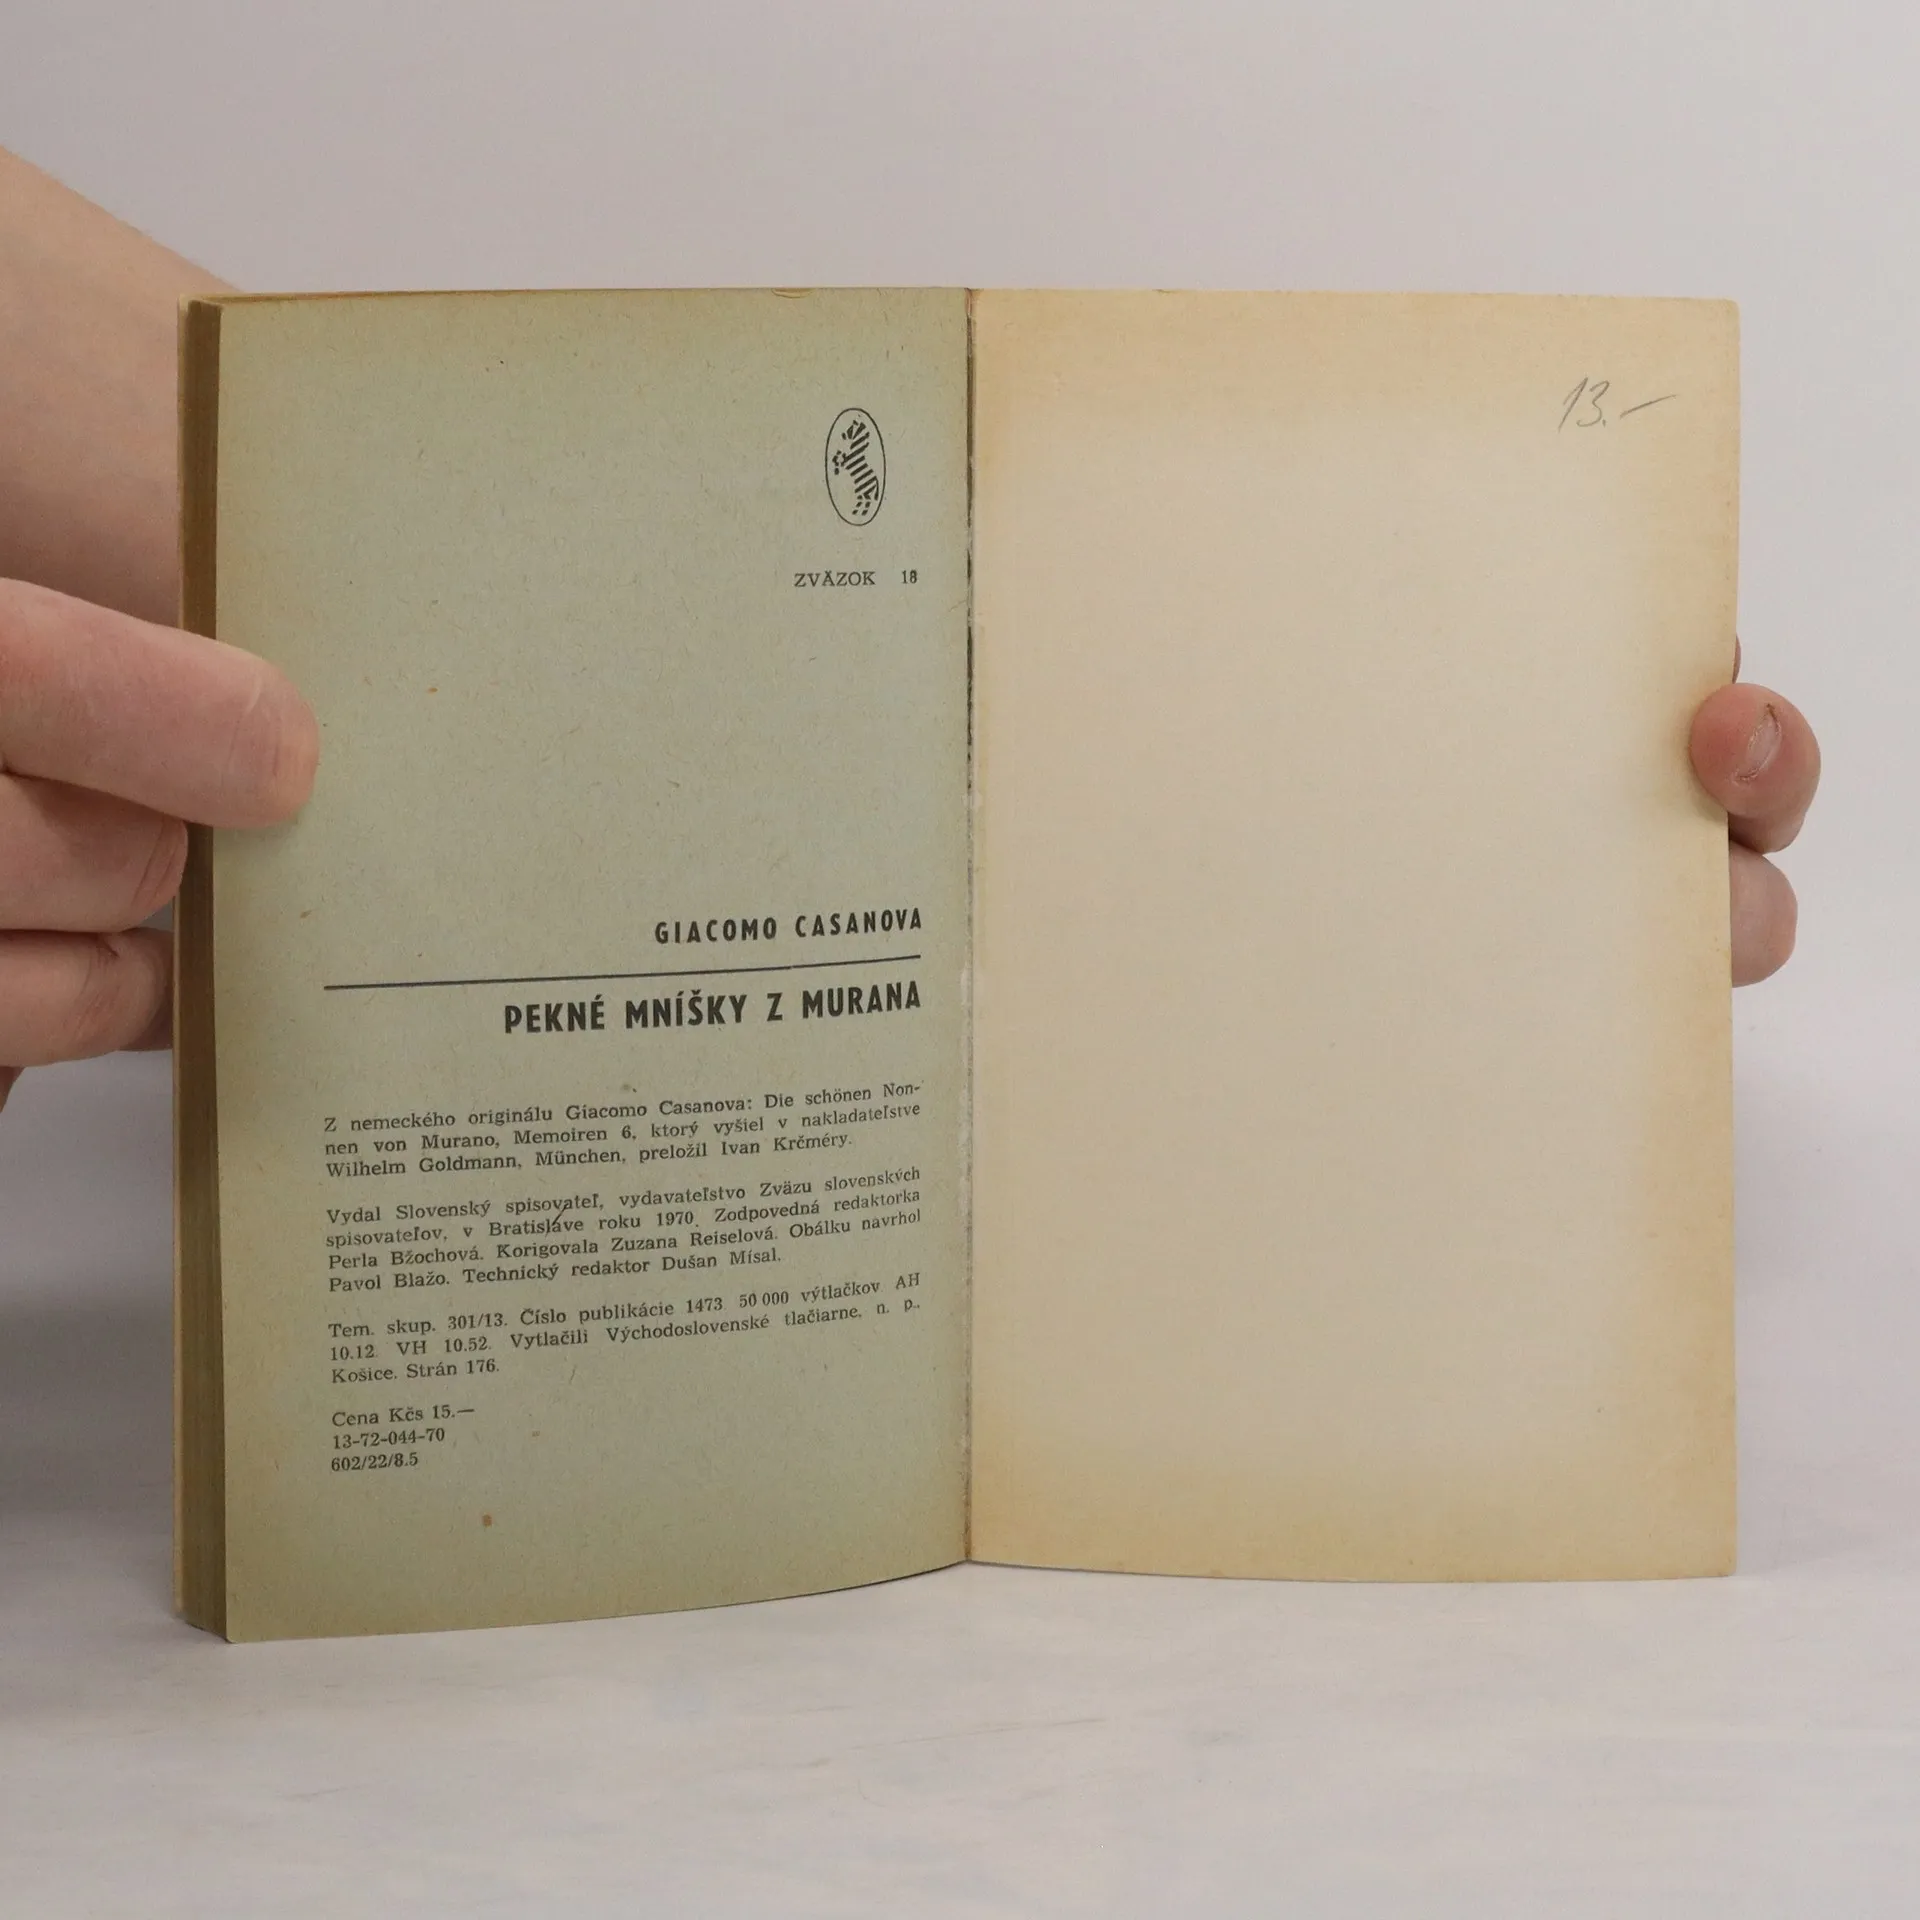 ZVÄZOK 18
GIACOMO CASANOVA
PEKNÉ MNÍŠKY Z MURANA
Z nemeckého originálu Giacomo Casanova: Die schönen Non-
nen von Murano, Memoiren 6, ktorý vyšiel v nakladateľstve
Wilhelm Goldmann, München, preložil Ivan Krčméry.
Vydal Slovenský spisovateľ, vydavateľstvo Zväzu slovenských
spisovateľov, v Bratislave roku 1970. Zodpovedná redaktorka
Perla Bžochová. Korigovala Zuzana Reiselová. Obálku navrhol
Pavol Blažo. Technický redaktor Dušan Mísal.
Tem. skup. 301/13. Číslo publikácie 1473. 50 000 výtlačkov AH
10.12. VH 10.52. Vytlačili Východoslovenské tlačiarne, n. p.,
Košice. Strán 176.
Cena Kčs 15.—
13-72-044-70
602/22/8.5
13.—